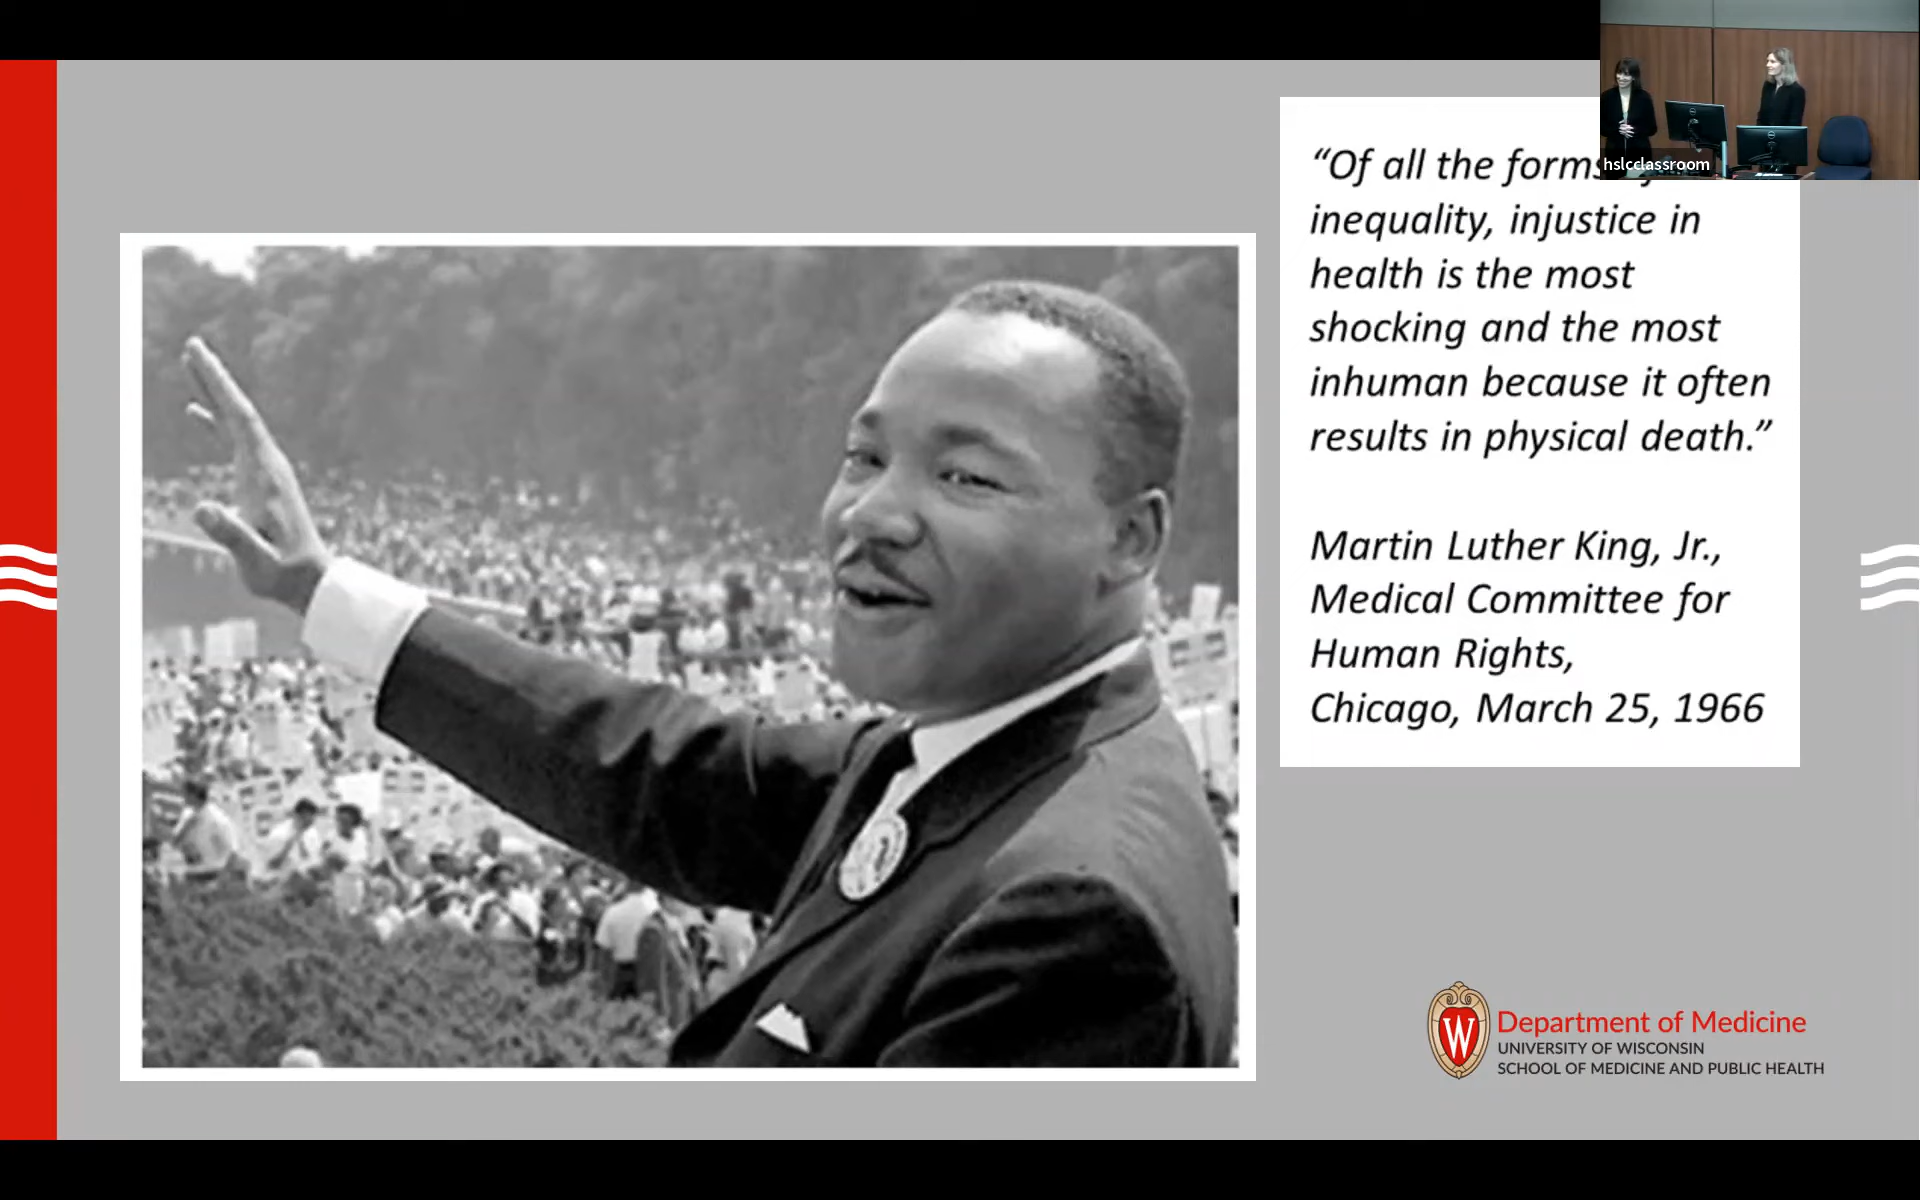 “Of all the forms
inequality, injustice in
health is the most
shocking and the most
inhuman because it often
results in physical death.”
Martin Luther King, Jr.,
Medical Committee for
Human Rights,
Chicago, March 25, 1966
hslcclassroom
W
Department of Medicine
UNIVERSITY OF WISCONSIN
SCHOOL OF MEDICINE AND PUBLIC HEALTH